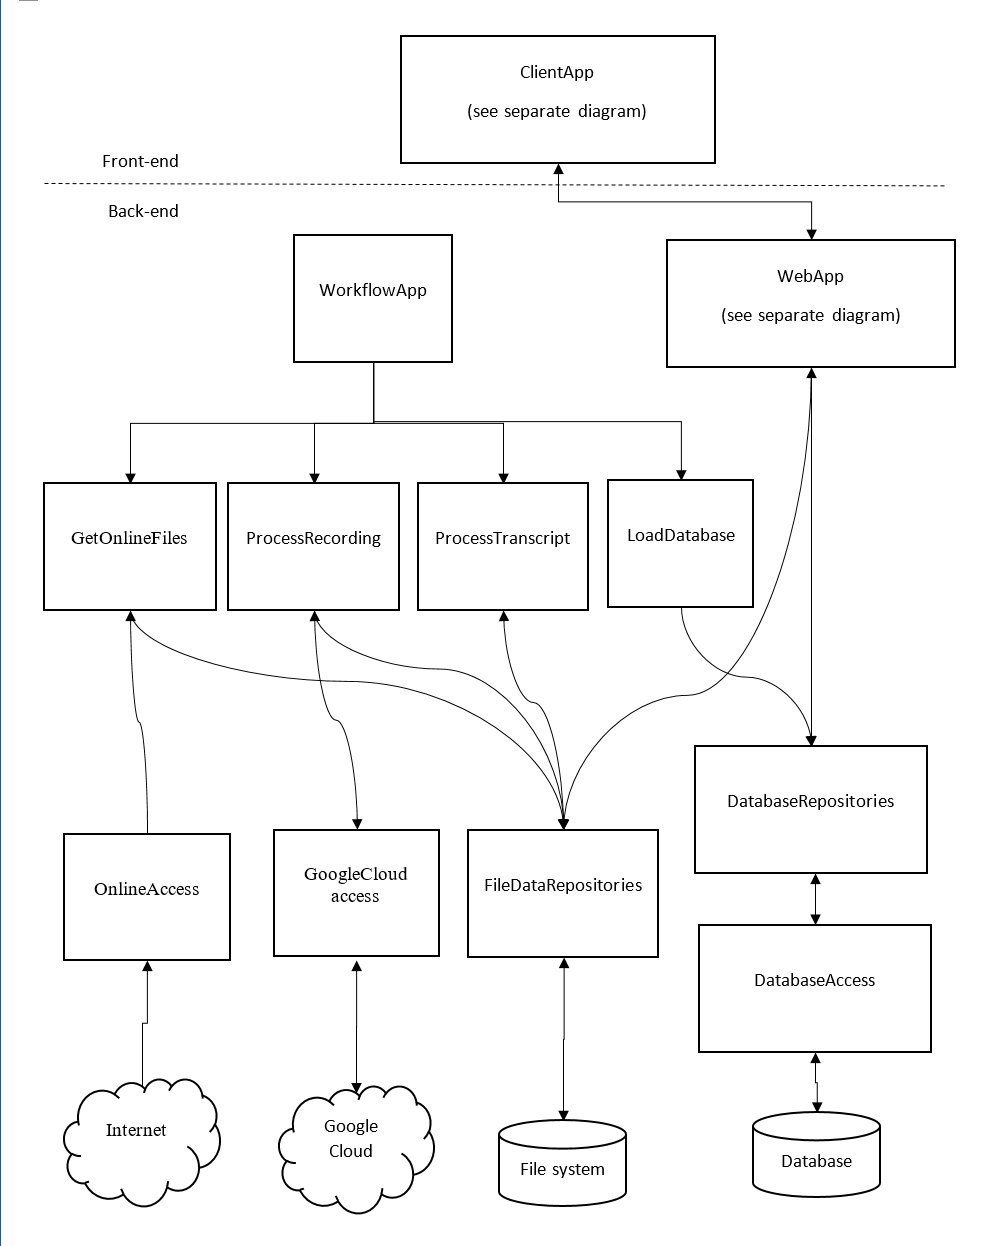 ClientApp
(see separate diagram)
Front-end
Back-end
WorkflowApp
WebApp
(see separate diagram)
GetOnlineFiles
ProcessRecording
ProcessTranscript
LoadDatabase
DatabaseRepositories
OnlineAccess
GoogleCloud
access
FileDataRepositories
DatabaseAccess
Internet
Google
Cloud
File system
Database